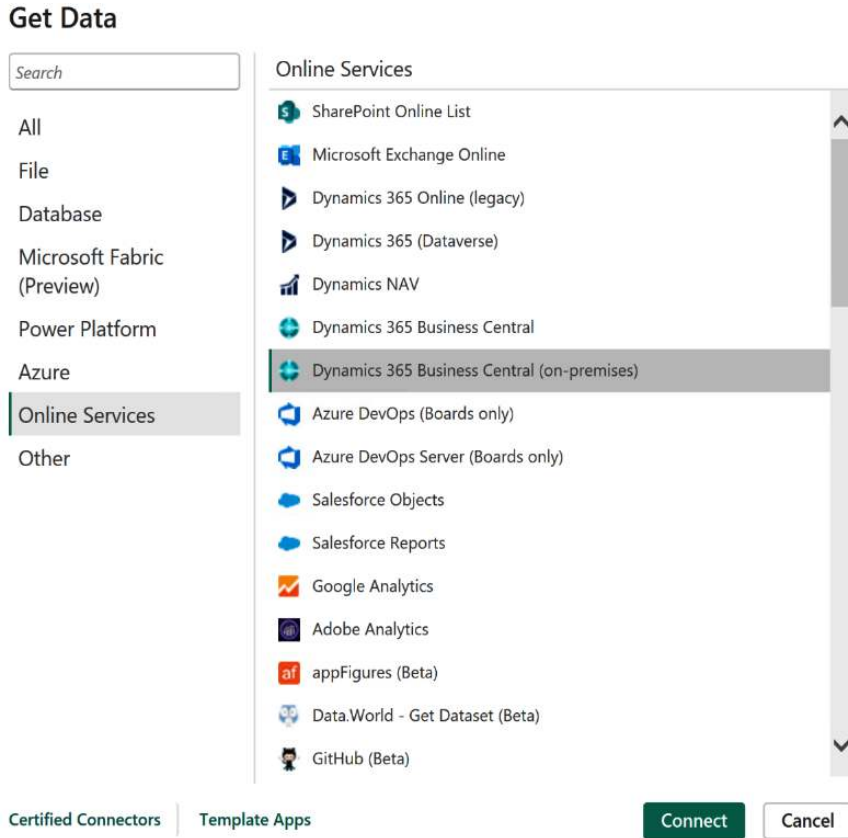 Get Data
Search
All
File
Database
Microsoft Fabric
(Preview)
Power Platform
Azure
Online Services
Other
Online Services
SharePoint Online List
Microsoft Exchange Online
Dynamics 365 Online (legacy)
Dynamics 365 (Dataverse)
Dynamics NAV
Dynamics 365 Business Central
Dynamics 365 Business Central (on-premises)
Azure DevOps (Boards only)
Azure DevOps Server (Boards only)
Salesforce Objects
Salesforce Reports
Google Analytics
Adobe Analytics
af appFigures (Beta)
Data.World - Get Dataset (Beta)
GitHub (Beta)
Certified Connectors
Template Apps
Connect
Cancel